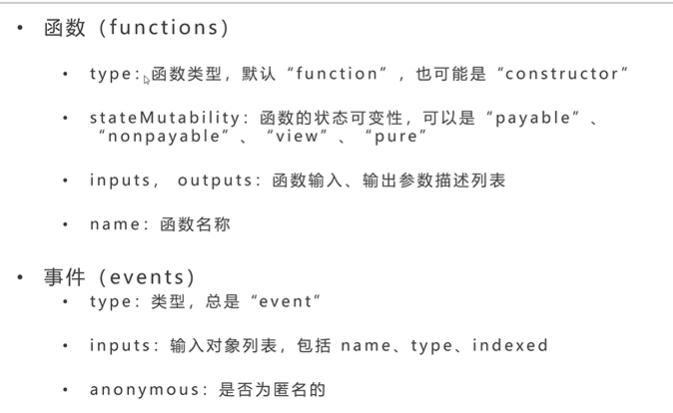 • 函数（functions）
• type：函数类型，默认“function”，也可能是“constructor”
• stateMutability：函数的状态可变性，可以是“payable”、
“nonpayable”、“view”、“pure”
• inputs， outputs：函数输入、输出参数描述列表
• name：函数名称
• 事件（events）
• type：类型，总是“event”
• inputs：输入对象列表，包括 name、type、indexed
• anonymous：是否为匿名的